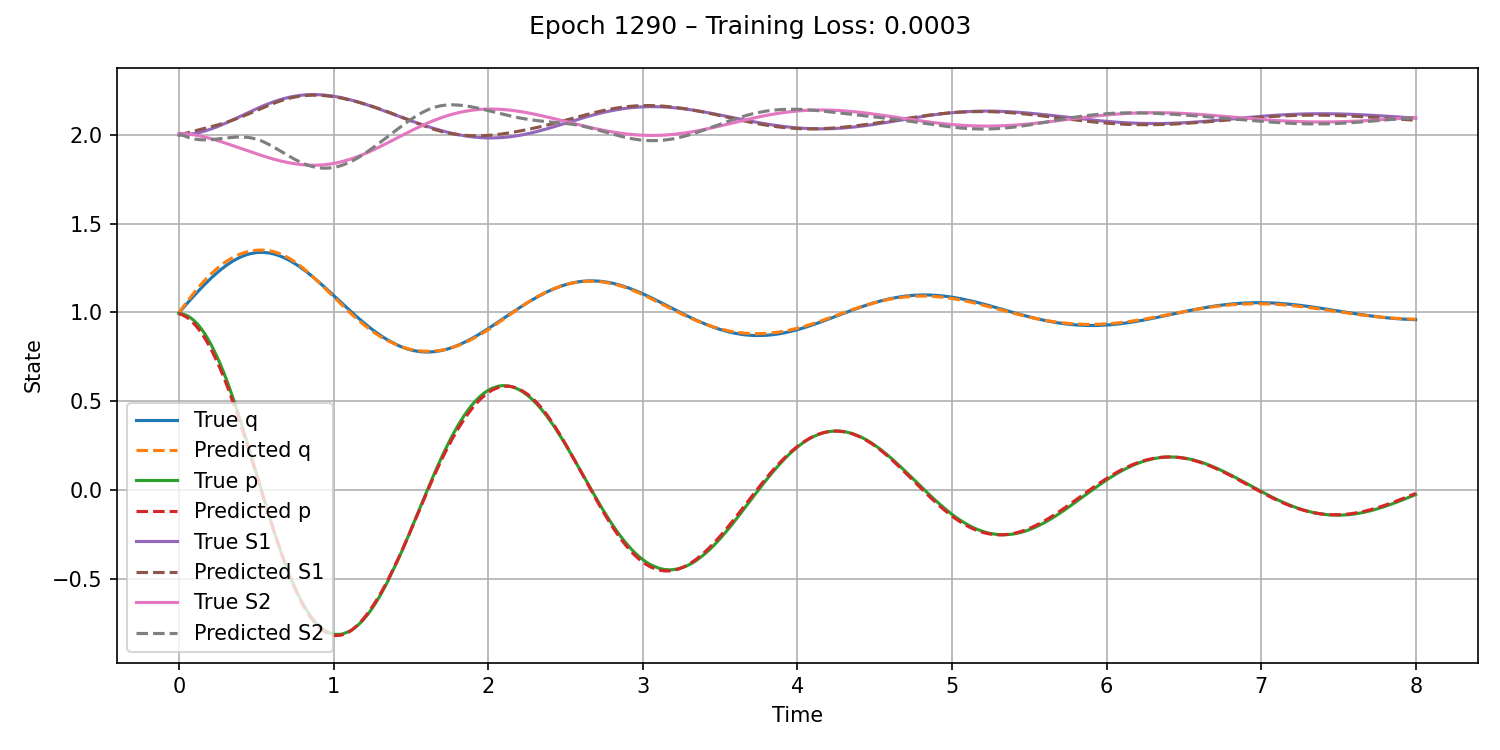 Epoch 1290 – Training Loss: 0.0003
State
2.0
1.5
1.0
0.5
0.0
−0.5
True q
Predicted q
True p
Predicted p
True S1
Predicted S1
True S2
Predicted S2
0 1 2 3 4 5 6 7 8
Time